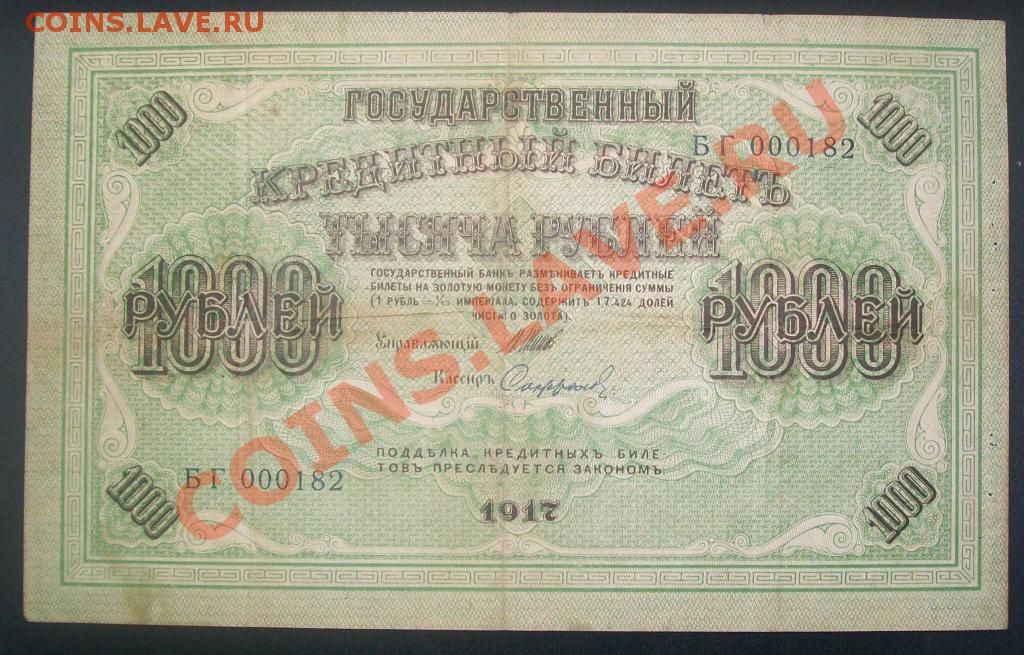 COINS.LAVE.RU
1000
1000
ГОСУДАРСТВЕННЫЙ
БГ 000182
КРЕДИТНЫЙ БИЛЕТЪ
ТЫСЯЧА РУБЛЕЙ
ГОСУДАРСТВЕННЫЙ БАНКЪ РАЗМѢНИВАЕТЪ КРЕДИТНЫЕ
БИЛЕТЫ НА ЗОЛОТУЮ МОНЕТУ БЕЗЪ ОГРАНИЧЕНІЯ СУММЫ
(1 РУБЛЬ = 1/15 ИМПЕРІАЛА, СОДЕРЖИТЪ 17,424 ДОЛЕЙ
ЧИСТАГО ЗОЛОТА).
1000
РУБЛЕЙ
1000
РУБЛЕЙ
Управляющій
Кассиръ
ПОДДѢЛКА КРЕДИТНЫХЪ БИЛЕ
ТОВЪ ПРЕСЛѢДУЕТСЯ ЗАКОНОМЪ
БГ 000182
1917
1000
1000
COINS.LAVE.RU